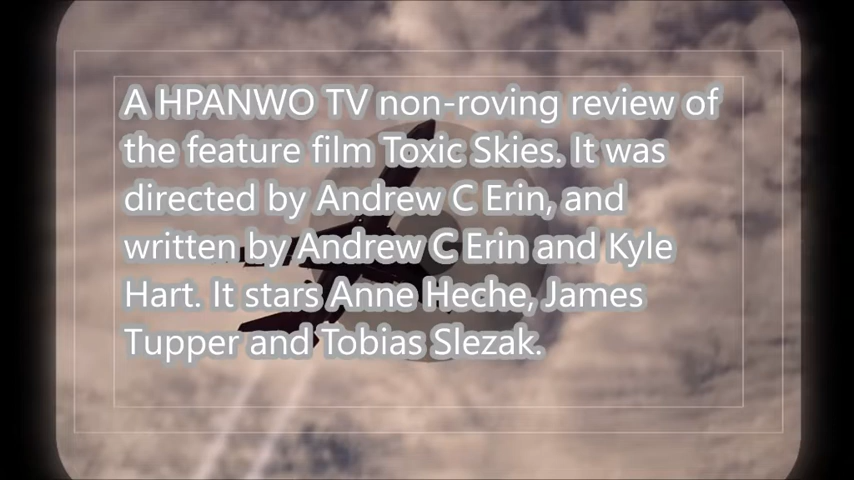 A HPANWO TV non-roving review of
the feature film Toxic Skies. It was
directed by Andrew C Erin, and
written by Andrew C Erin and Kyle
Hart. It stars Anne Heche, James
Tupper and Tobias Slezak.